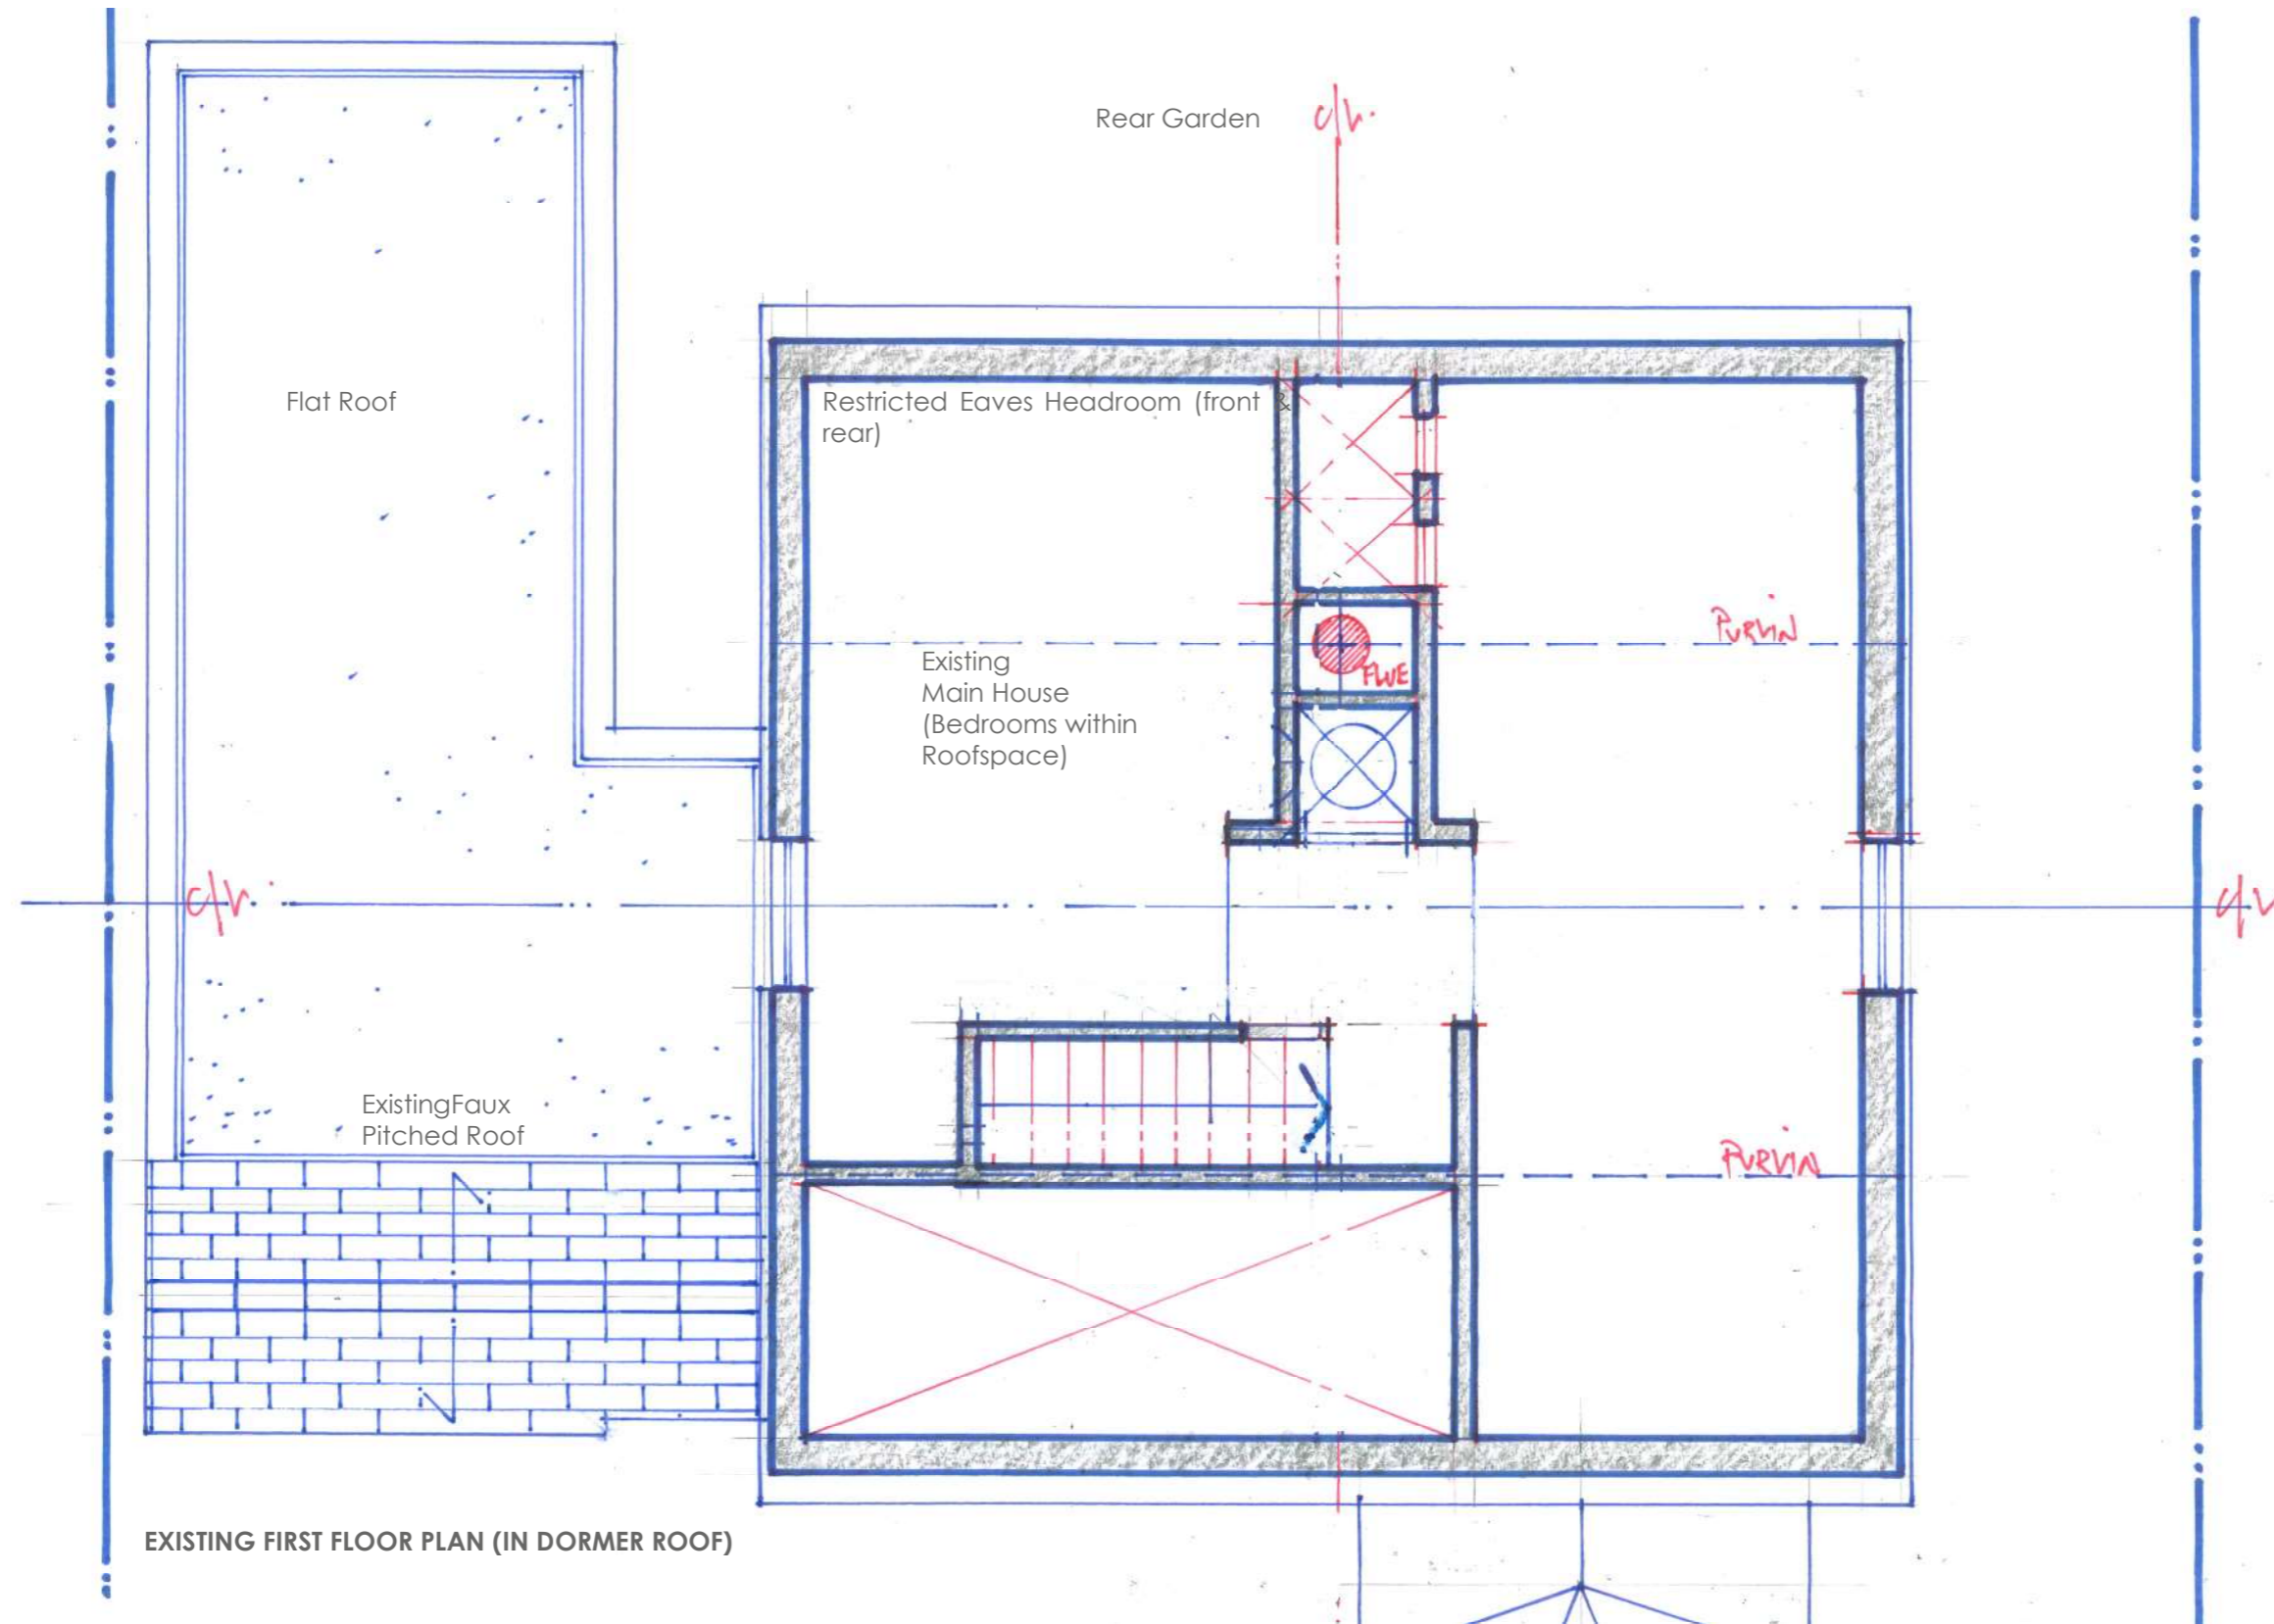 Rear Garden
c/L.
Flat Roof
Restricted Eaves Headroom (front &
rear)
PURLIN
Existing
Main House
(Bedrooms within
Roofspace)
FLUE
c/L.
c/L
ExistingFaux
Pitched Roof
PURLIN
EXISTING FIRST FLOOR PLAN (IN DORMER ROOF)